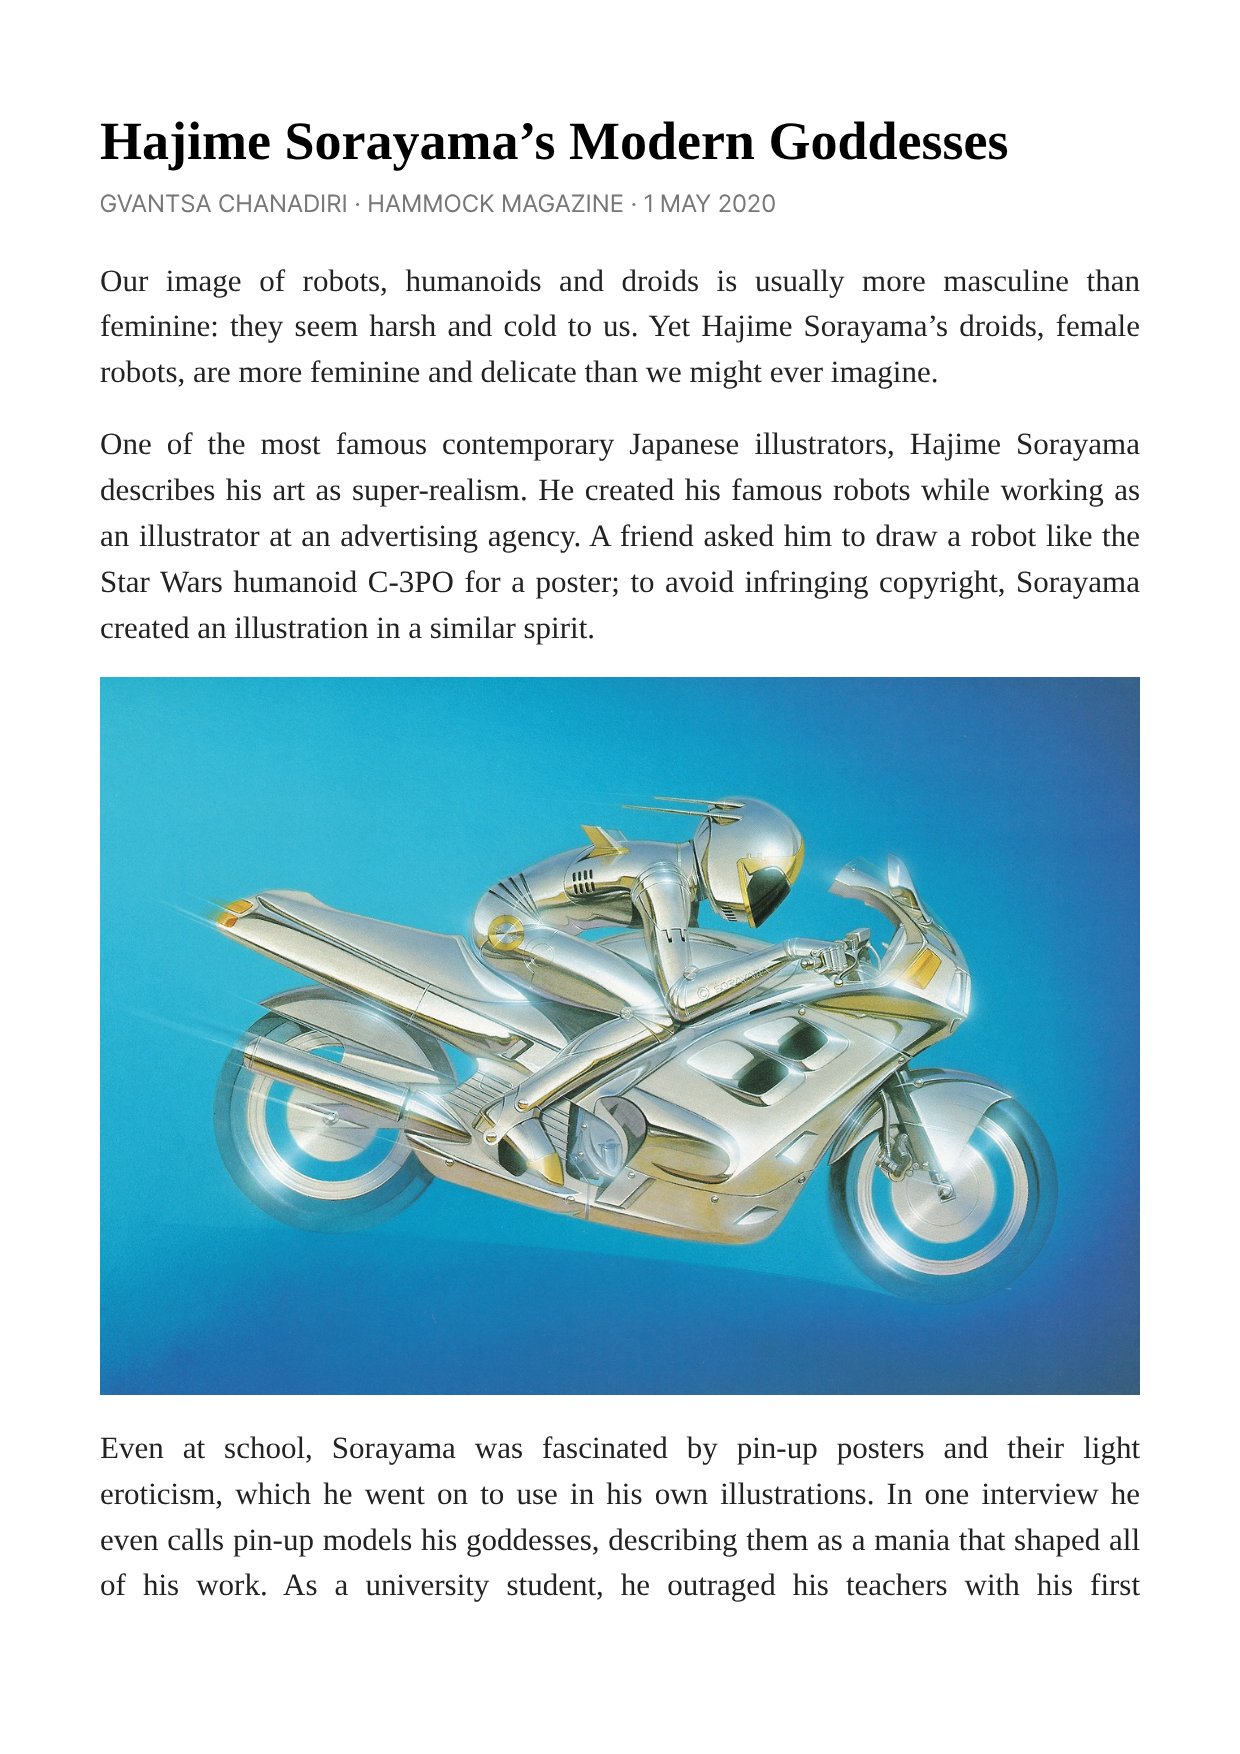 Hajime Sorayama’s Modern Goddesses
GVANTSA CHANADIRI · HAMMOCK MAGAZINE · 1 MAY 2020
Our image of robots, humanoids and droids is usually more masculine than
feminine: they seem harsh and cold to us. Yet Hajime Sorayama’s droids, female
robots, are more feminine and delicate than we might ever imagine.
One of the most famous contemporary Japanese illustrators, Hajime Sorayama
describes his art as super-realism. He created his famous robots while working as
an illustrator at an advertising agency. A friend asked him to draw a robot like the
Star Wars humanoid C-3PO for a poster; to avoid infringing copyright, Sorayama
created an illustration in a similar spirit.
© SORAYAMA
Even at school, Sorayama was fascinated by pin-up posters and their light
eroticism, which he went on to use in his own illustrations. In one interview he
even calls pin-up models his goddesses, describing them as a mania that shaped all
of his work. As a university student, he outraged his teachers with his first